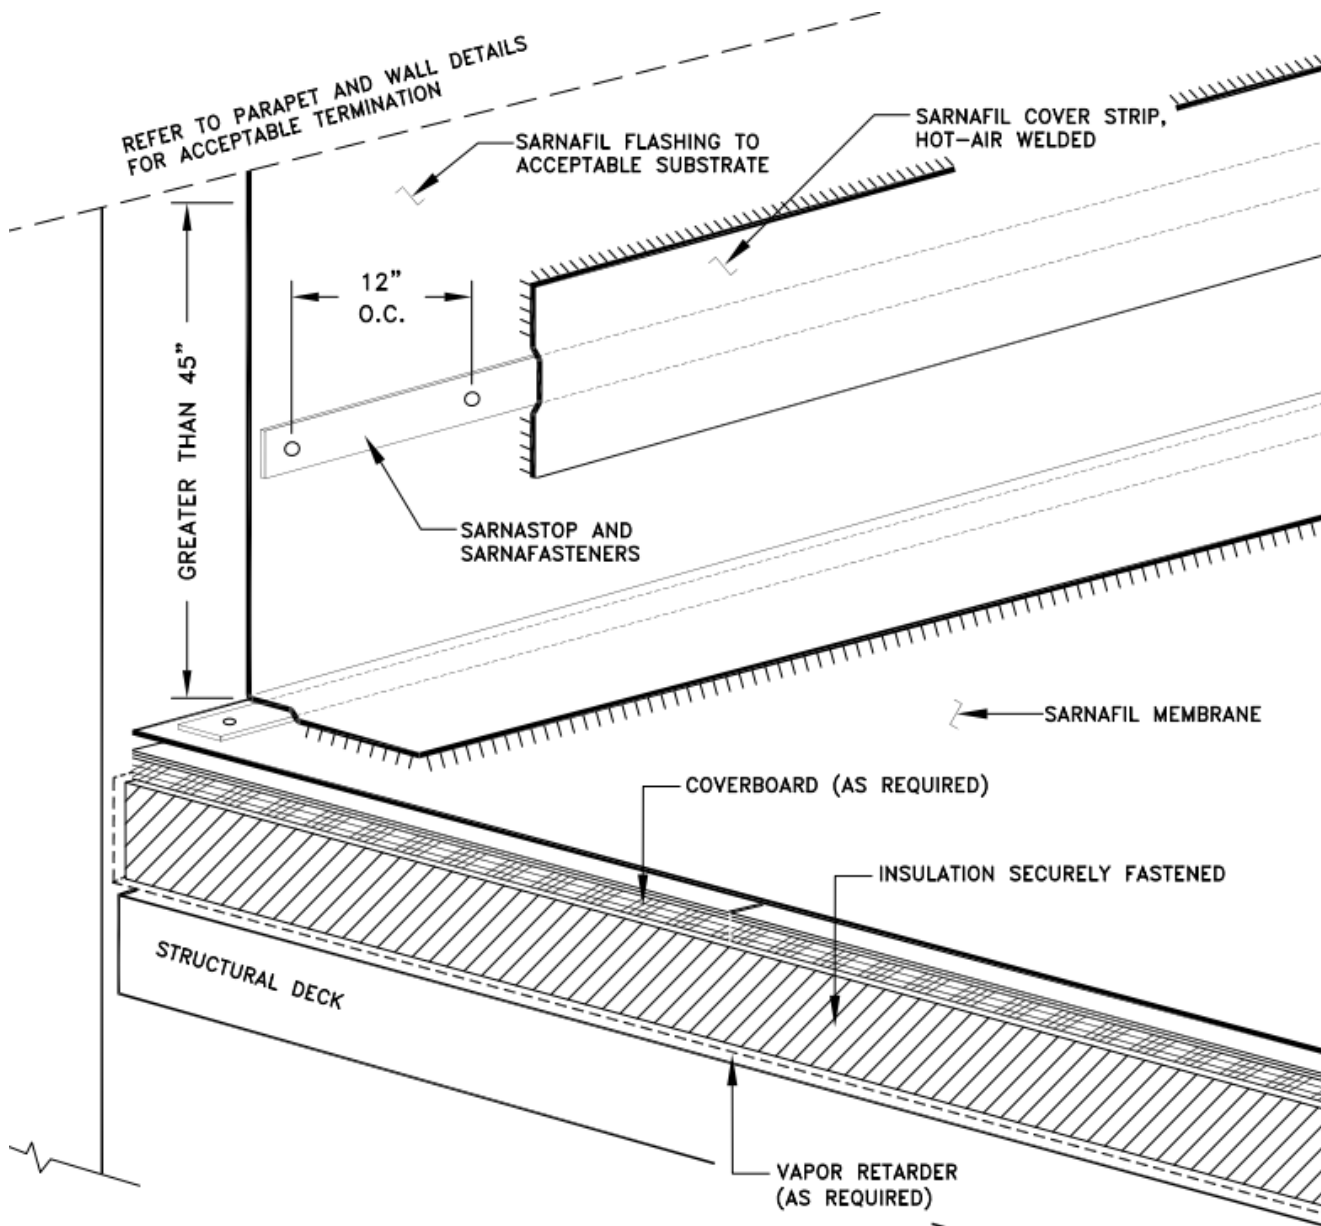 REFER TO PARAPET AND WALL DETAILS
FOR ACCEPTABLE TERMINATION
SARNAFIL FLASHING TO
ACCEPTABLE SUBSTRATE
SARNAFIL COVER STRIP,
HOT-AIR WELDED
12"
O.C.
GREATER THAN 45"
SARNASTOP AND
SARNAFASTENERS
SARNAFIL MEMBRANE
COVERBOARD (AS REQUIRED)
INSULATION SECURELY FASTENED
STRUCTURAL DECK
VAPOR RETARDER
(AS REQUIRED)